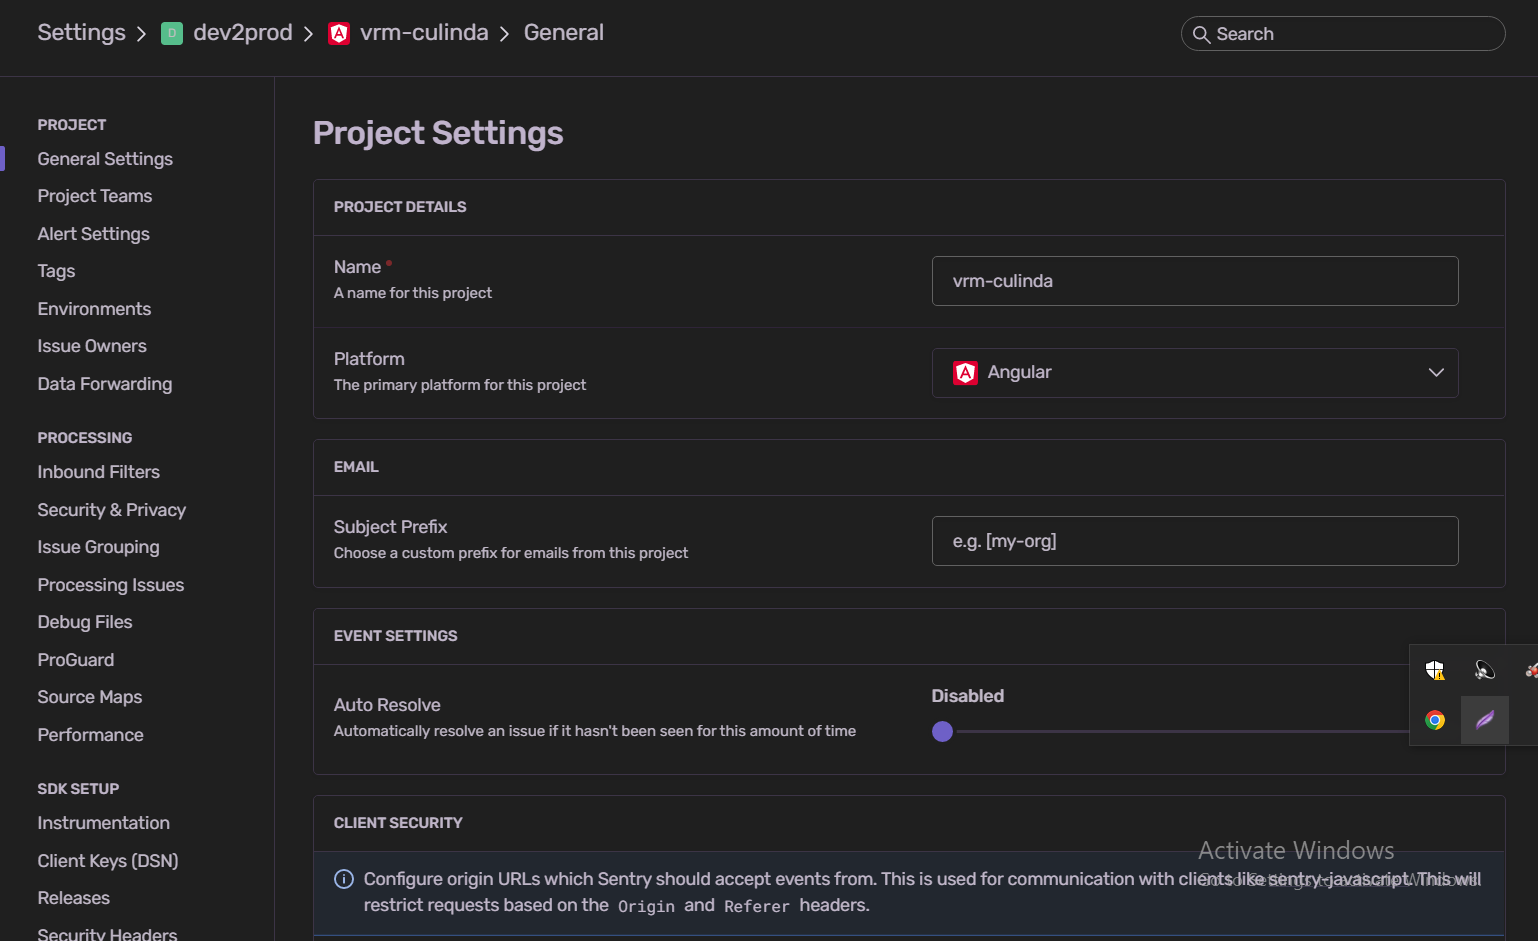 Settings > D dev2prod > vrm-culinda > General
Search
PROJECT
General Settings
Project Teams
Alert Settings
Tags
Environments
Issue Owners
Data Forwarding
PROCESSING
Inbound Filters
Security & Privacy
Issue Grouping
Processing Issues
Debug Files
ProGuard
Source Maps
Performance
SDK SETUP
Instrumentation
Client Keys (DSN)
Releases
Security Headers
Project Settings
PROJECT DETAILS
Name
A name for this project
vrm-culinda
Platform
The primary platform for this project
Angular
EMAIL
Subject Prefix
Choose a custom prefix for emails from this project
e.g. [my-org]
EVENT SETTINGS
Auto Resolve
Automatically resolve an issue if it hasn't been seen for this amount of time
Disabled
CLIENT SECURITY
Configure origin URLs which Sentry should accept events from. This is used for communication with clients like sentry-javascript. This will
restrict requests based on the Origin and Referer headers.
Activate Windows
Go to Settings to activate Windows.